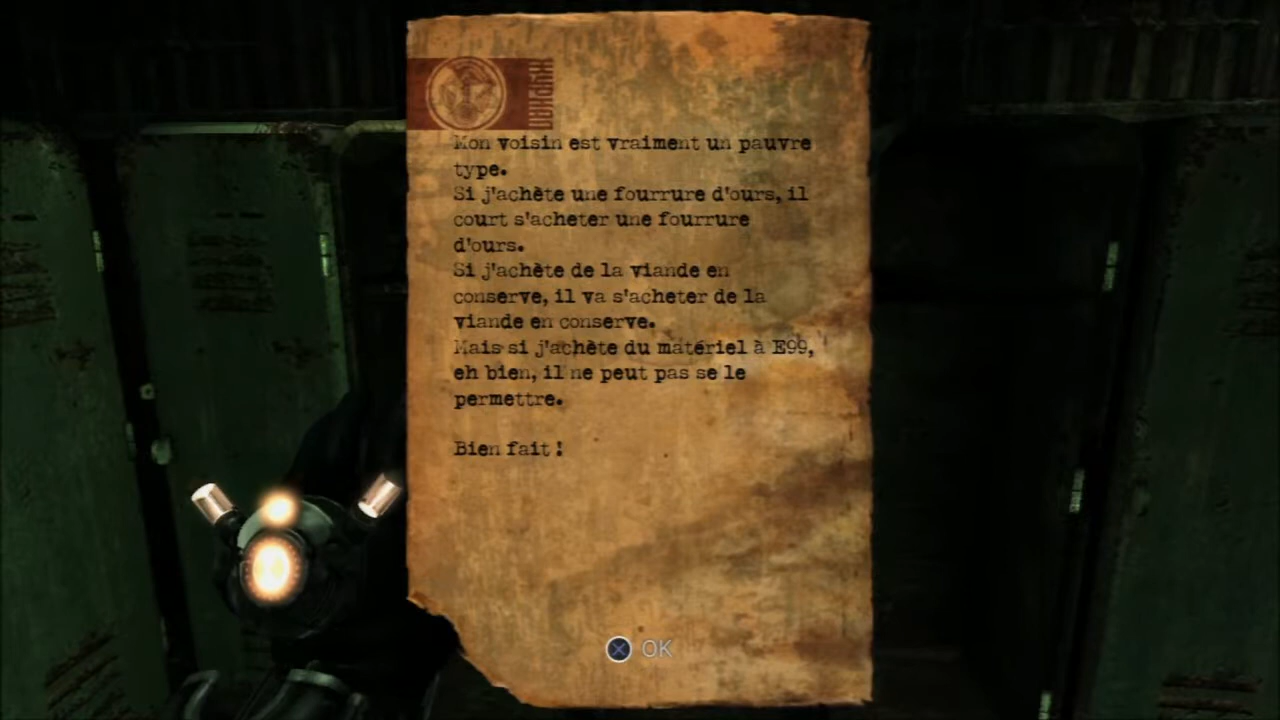 Mon voisin est vraiment un pauvre
type.
Si j'achète une fourrure d'ours, il
court s'acheter une fourrure
d'ours.
Si j'achète de la viande en
conserve, il va s'acheter de la
viande en conserve.
Mais si j'achète du matériel à E99,
eh bien, il ne peut pas se le
permettre.
Bien fait !
OK